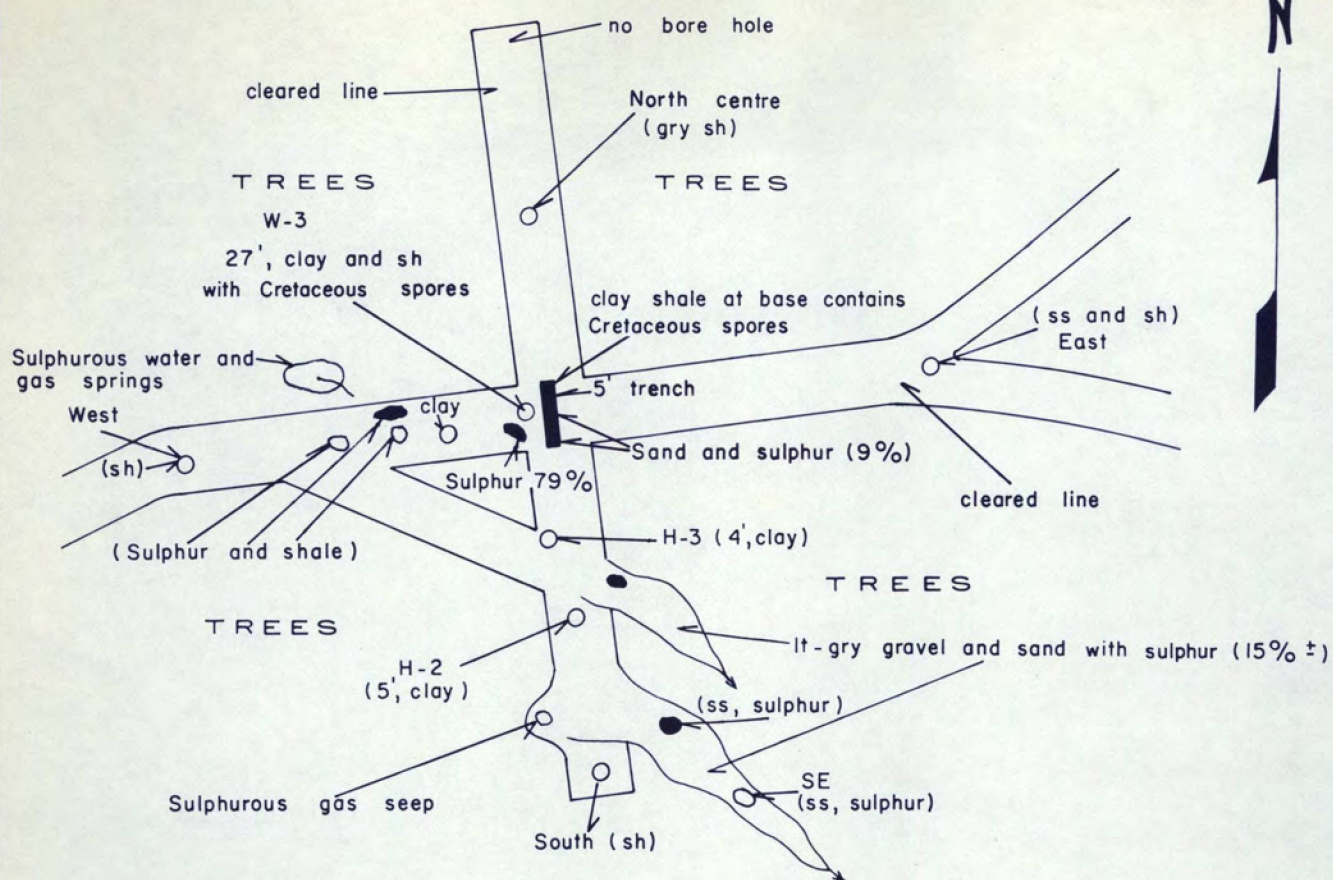 N
no bore hole
cleared line
North centre
(gry sh)
TREES
TREES
W-3
27', clay and sh
with Cretaceous spores
clay shale at base contains
Cretaceous spores
(ss and sh)
East
Sulphurous water and
gas springs
5' trench
West
clay
(sh)
Sand and sulphur (9%)
Sulphur 79%
cleared line
(Sulphur and shale)
H-3 (4', clay)
TREES
TREES
lt-gry gravel and sand with sulphur (15% ±)
H-2
(5', clay)
(ss, sulphur)
SE
(ss, sulphur)
Sulphurous gas seep
South (sh)